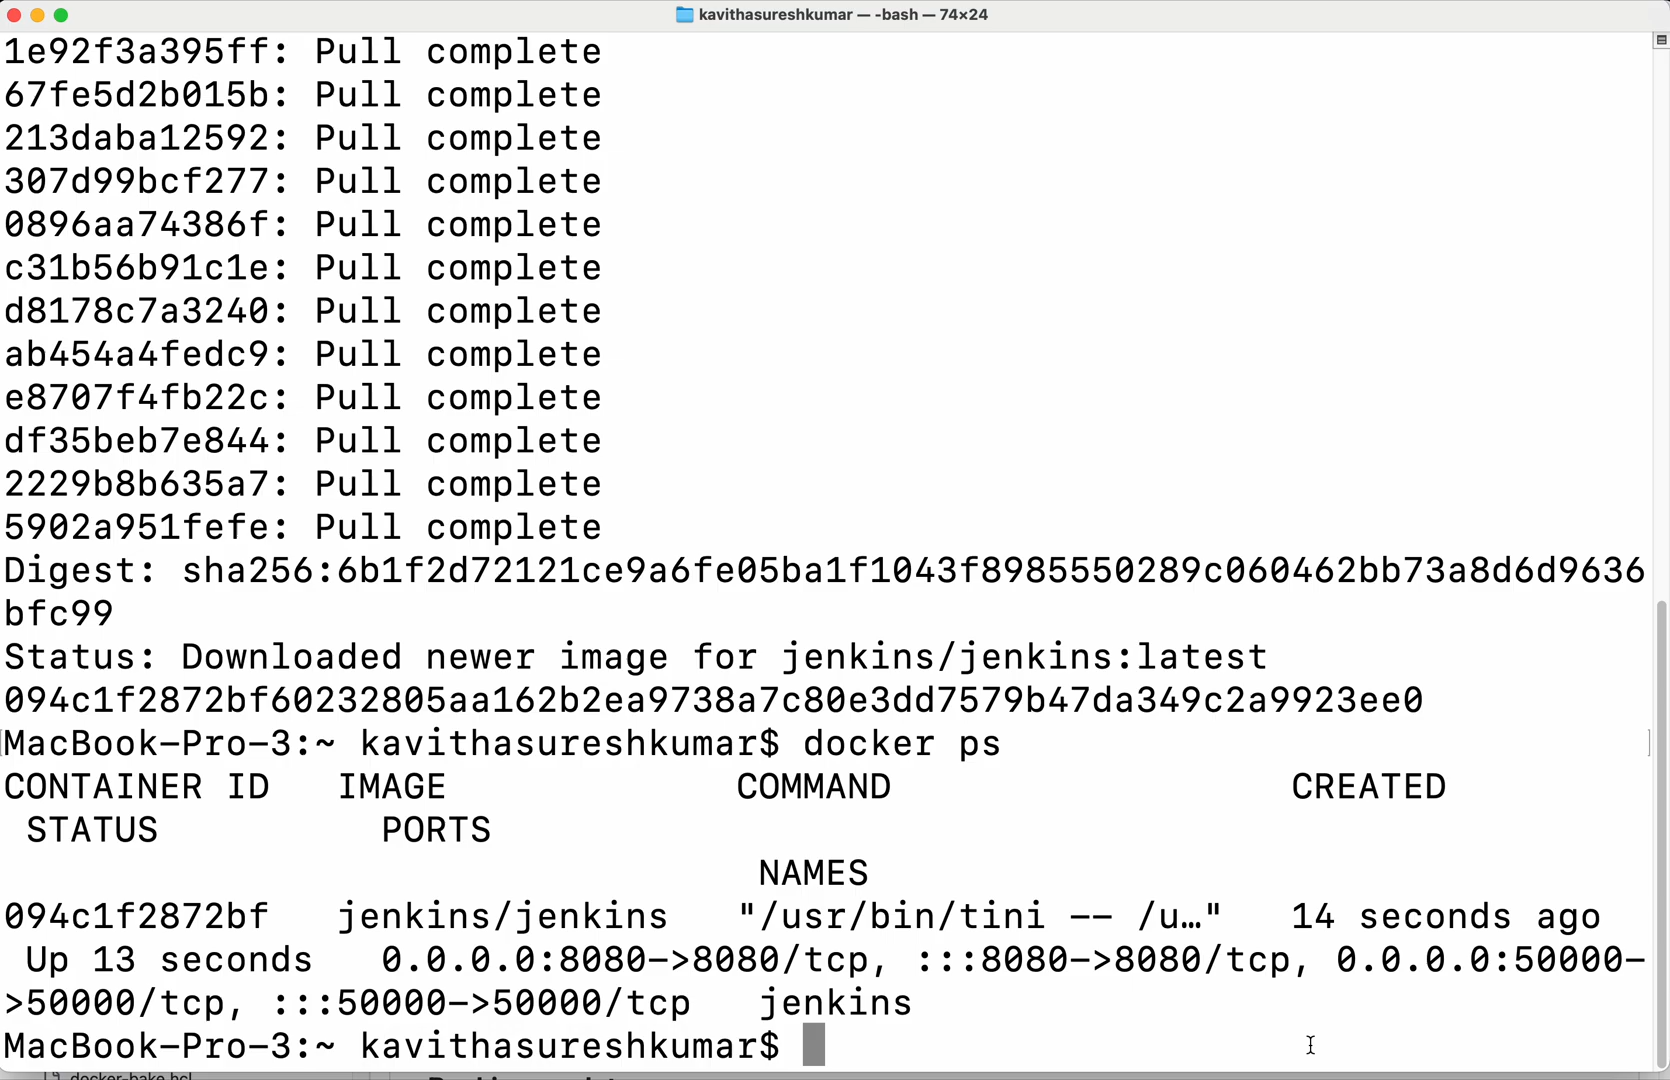 kavithasureshkumar — -bash — 74×24
1e92f3a395ff: Pull complete
67fe5d2b015b: Pull complete
213daba12592: Pull complete
307d99bcf277: Pull complete
0896aa74386f: Pull complete
c31b56b91c1e: Pull complete
d8178c7a3240: Pull complete
ab454a4fedc9: Pull complete
e8707f4fb22c: Pull complete
df35beb7e844: Pull complete
2229b8b635a7: Pull complete
5902a951fefe: Pull complete
Digest: sha256:6b1f2d72121ce9a6fe05ba1f1043f8985550289c060462bb73a8d6d9636
bfc99
Status: Downloaded newer image for jenkins/jenkins:latest
094c1f2872bf60232805aa162b2ea9738a7c80e3dd7579b47da349c2a9923ee0
MacBook-Pro-3:~ kavithasureshkumar$ docker ps
CONTAINER ID   IMAGE             COMMAND                  CREATED
 STATUS          PORTS
                                  NAMES
094c1f2872bf   jenkins/jenkins   "/usr/bin/tini -- /u…"   14 seconds ago
 Up 13 seconds   0.0.0.0:8080->8080/tcp, :::8080->8080/tcp, 0.0.0.0:50000-
>50000/tcp, :::50000->50000/tcp   jenkins
MacBook-Pro-3:~ kavithasureshkumar$
docker-bake.hcl